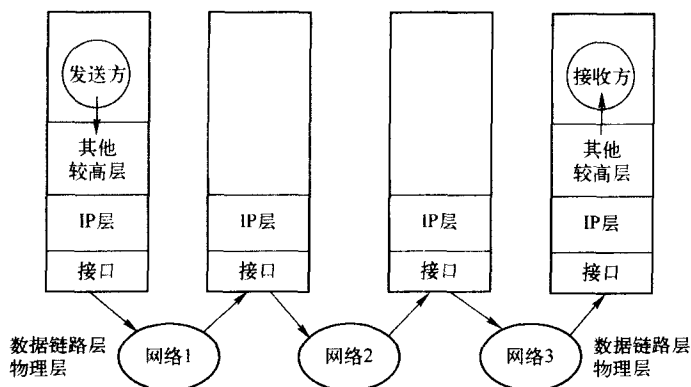 发送方
接收方
其他
较高层
其他
较高层
IP层
IP层
IP层
IP层
接口
接口
接口
接口
数据链路层
物理层
网络1
网络2
网络3
数据链路层
物理层